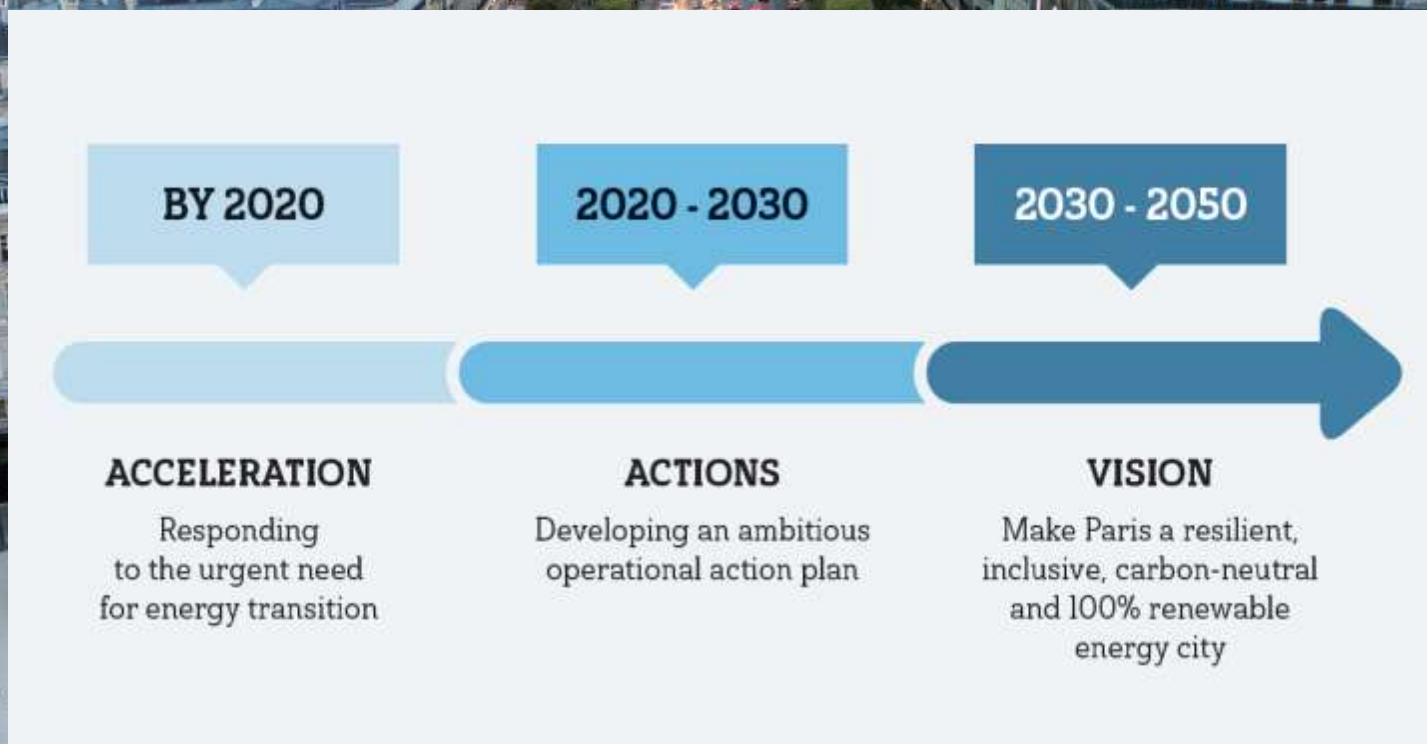 BY 2020
2020 - 2030
2030 - 2050
ACCELERATION
Responding
to the urgent need
for energy transition
ACTIONS
Developing an ambitious
operational action plan
VISION
Make Paris a resilient,
inclusive, carbon-neutral
and 100% renewable
energy city